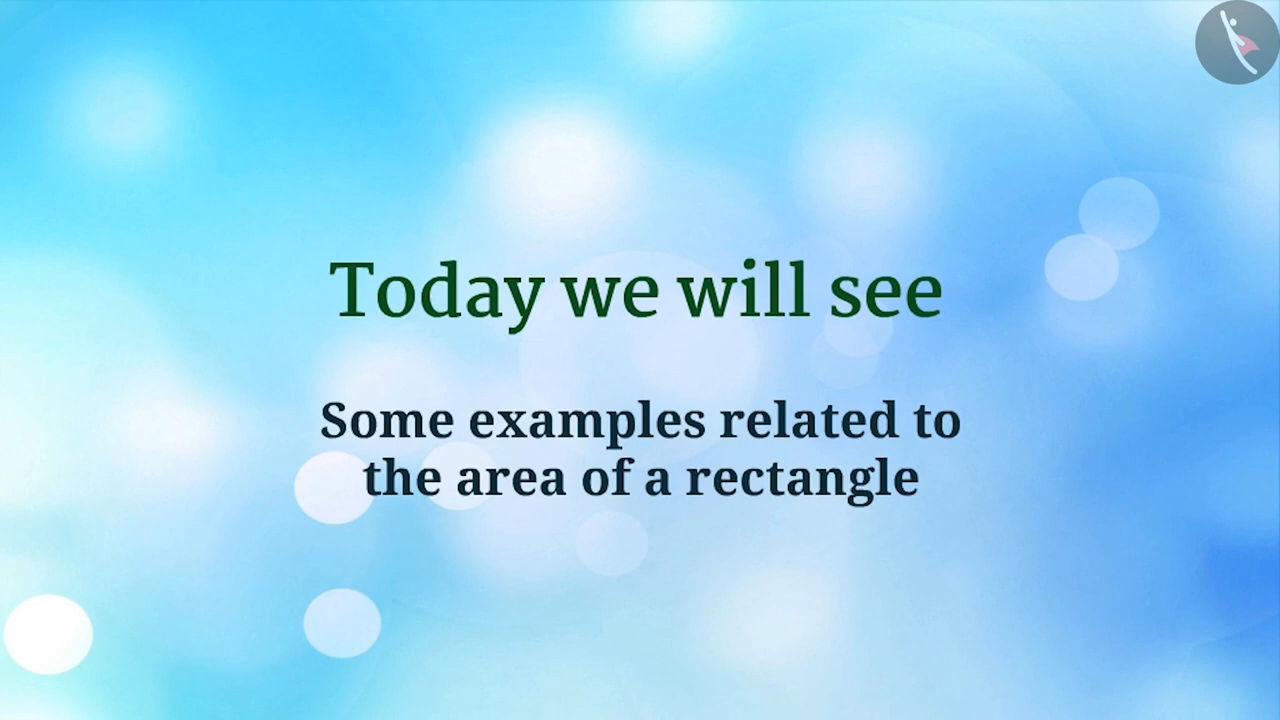 Today we will see
Some examples related to
the area of a rectangle